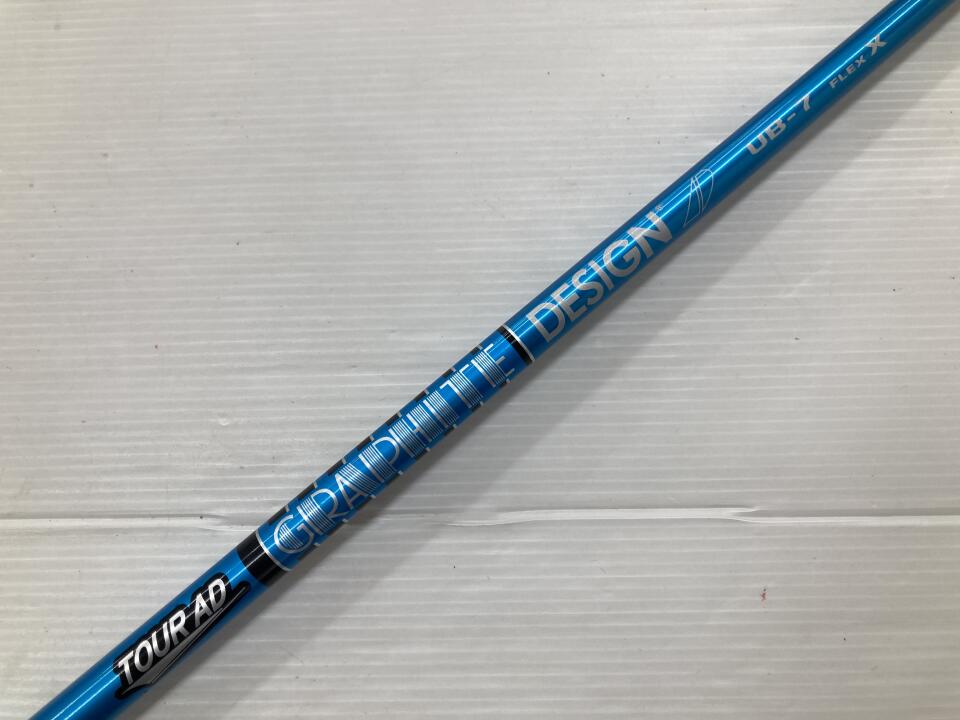 TOUR AD
GRAPHITE
DESIGN®
UB-7 FLEX X